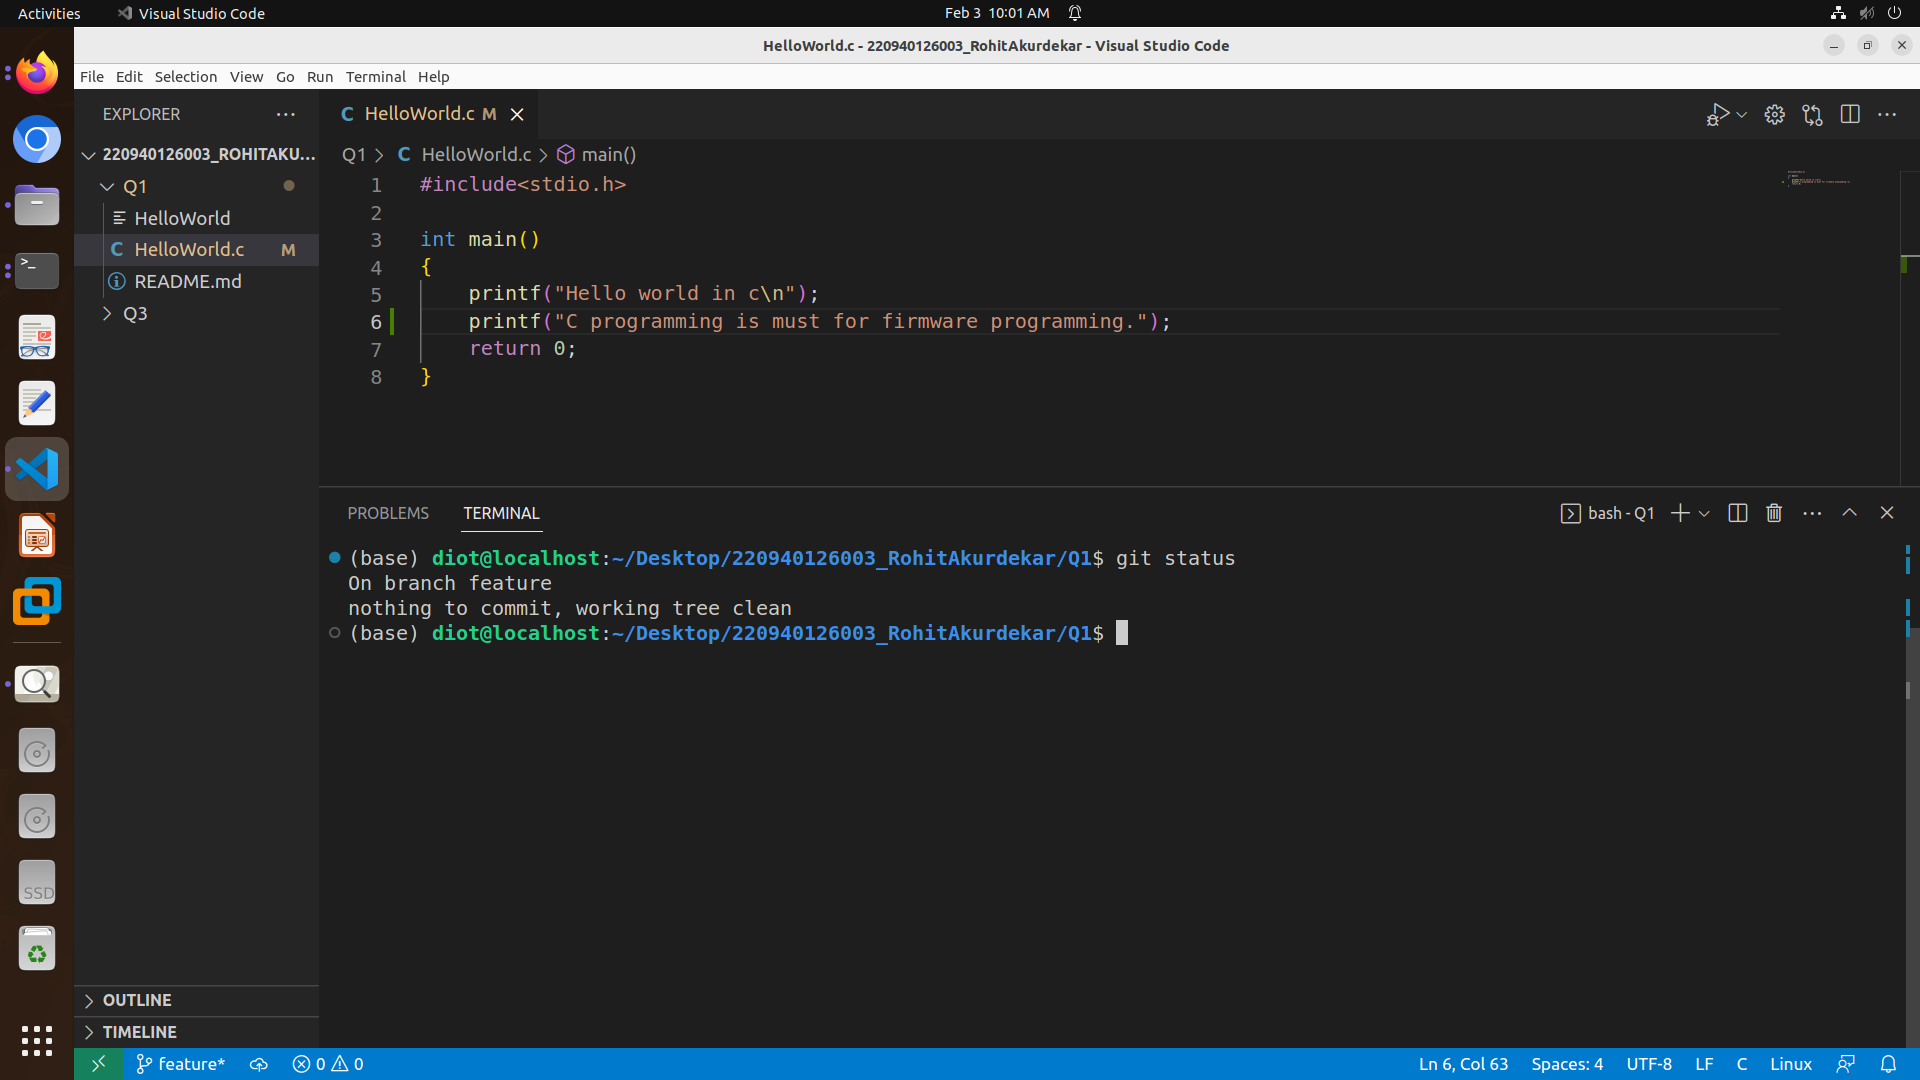 Activities Visual Studio Code Feb 3 10:01 AM
HelloWorld.c - 220940126003_RohitAkurdekar - Visual Studio Code
File Edit Selection View Go Run Terminal Help
EXPLORER
220940126003_ROHITAKU...
Q1
HelloWorld
HelloWorld.c M
README.md
Q3
OUTLINE
TIMELINE
SSD
HelloWorld.c M
Q1 > C HelloWorld.c > main()
1 #include<stdio.h>
2
3 int main()
4 {
5 printf("Hello world in c\n");
6 printf("C programming is must for firmware programming.");
7 return 0;
8 }
PROBLEMS TERMINAL bash - Q1
(base) diot@localhost:~/Desktop/220940126003_RohitAkurdekar/Q1$ git status
On branch feature
nothing to commit, working tree clean
(base) diot@localhost:~/Desktop/220940126003_RohitAkurdekar/Q1$
feature* 0 0 Ln 6, Col 63 Spaces: 4 UTF-8 LF C Linux